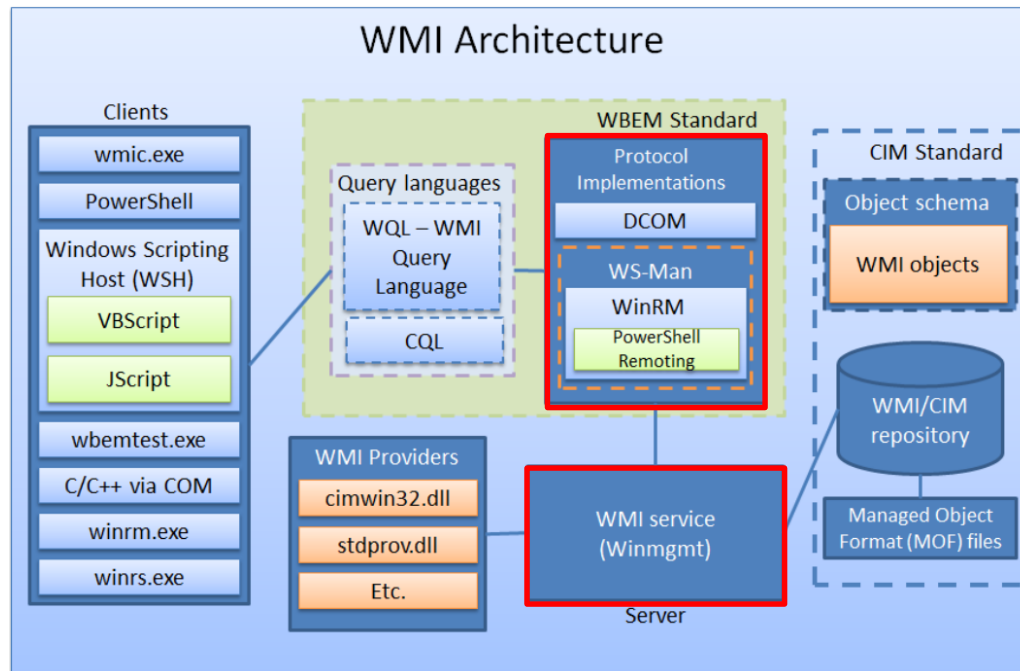 WMI Architecture
Clients
wmic.exe
PowerShell
Windows Scripting
Host (WSH)
VBScript
JScript
wbemtest.exe
C/C++ via COM
winrm.exe
winrs.exe
WBEM Standard
Query languages
WQL – WMI
Query
Language
CQL
Protocol
Implementations
DCOM
WS-Man
WinRM
PowerShell
Remoting
WMI Providers
cimwin32.dll
stdprov.dll
Etc.
WMI service
(Winmgmt)
Server
CIM Standard
Object schema
WMI objects
WMI/CIM
repository
Managed Object
Format (MOF) files